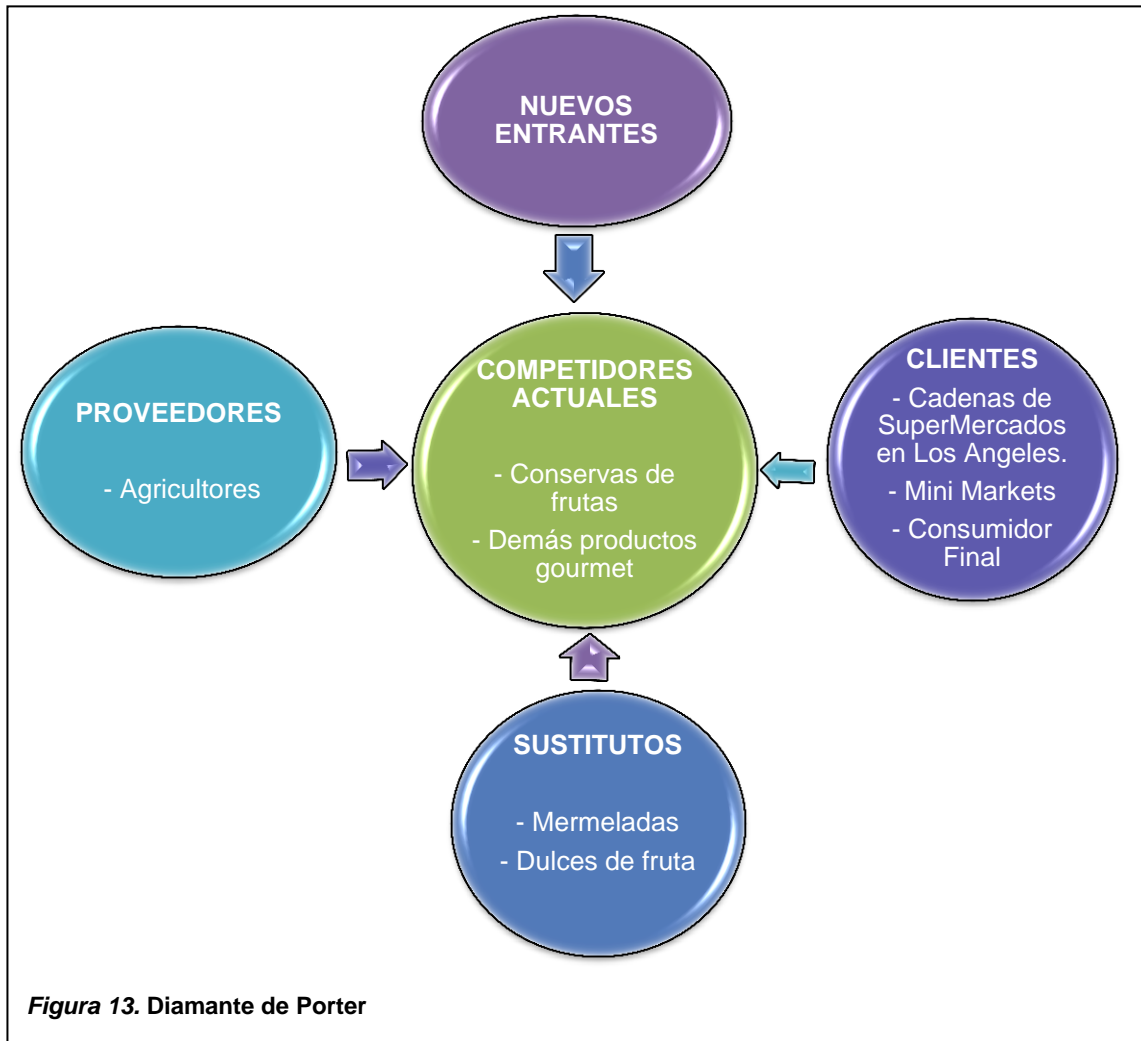 NUEVOS
ENTRANTES
PROVEEDORES
- Agricultores
COMPETIDORES
ACTUALES
- Conservas de
frutas
- Demás productos
gourmet
CLIENTES
- Cadenas de
SuperMercados
en Los Angeles.
- Mini Markets
- Consumidor
Final
SUSTITUTOS
- Mermeladas
- Dulces de fruta
Figura 13. Diamante de Porter